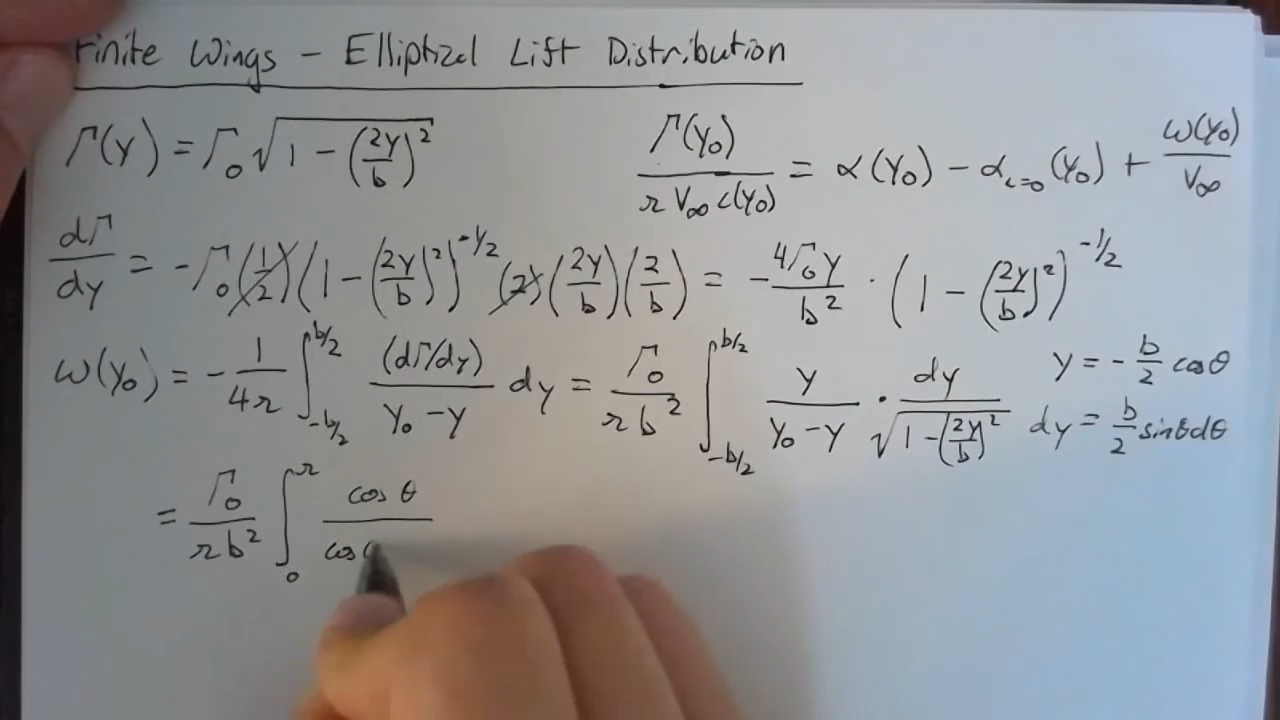 Finite Wings - Elliptical Lift Distribution
Γ(y) = Γ₀ √(1 - (2y/b)²)
Γ(y₀) / (π V∞ c(y₀)) = α(y₀) - α_{L=0}(y₀) + ω(y₀)/V∞
dΓ/dy = -Γ₀ (1/2) (1 - (2y/b)²)^{-1/2} (2) (2y/b) (2/b) = -4Γ₀y/b² · (1 - (2y/b)²)^{-1/2}
ω(y₀) = -1/4π ∫_{-b/2}^{b/2} (dΓ/dy)/(y₀ - y) dy = Γ₀/πb² ∫_{-b/2}^{b/2} y/(y₀ - y) · dy/√(1 - (2y/b)²)
y = -b/2 cosθ
dy = b/2 sinθdθ
= Γ₀/πb² ∫₀^π cos θ / cos